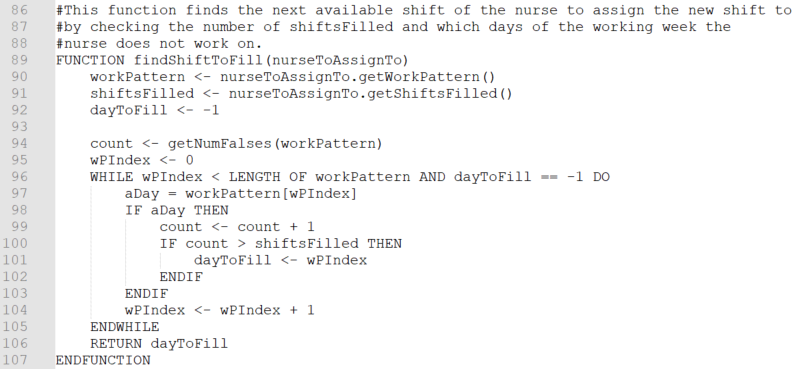 86 #This function finds the next available shift of the nurse to assign the new shift to
87 #by checking the number of shiftsFilled and which days of the working week the
88 #nurse does not work on.
89 FUNCTION findShiftToFill(nurseToAssignTo)
90     workPattern <- nurseToAssignTo.getWorkPattern()
91     shiftsFilled <- nurseToAssignTo.getShiftsFilled()
92     dayToFill <- -1
93
94     count <- getNumFalses(workPattern)
95     wPIndex <- 0
96     WHILE wPIndex < LENGTH OF workPattern AND dayToFill == -1 DO
97         aDay = workPattern[wPIndex]
98         IF aDay THEN
99             count <- count + 1
100             IF count > shiftsFilled THEN
101                 dayToFill <- wPIndex
102             ENDIF
103         ENDIF
104         wPIndex <- wPIndex + 1
105     ENDWHILE
106     RETURN dayToFill
107 ENDFUNCTION